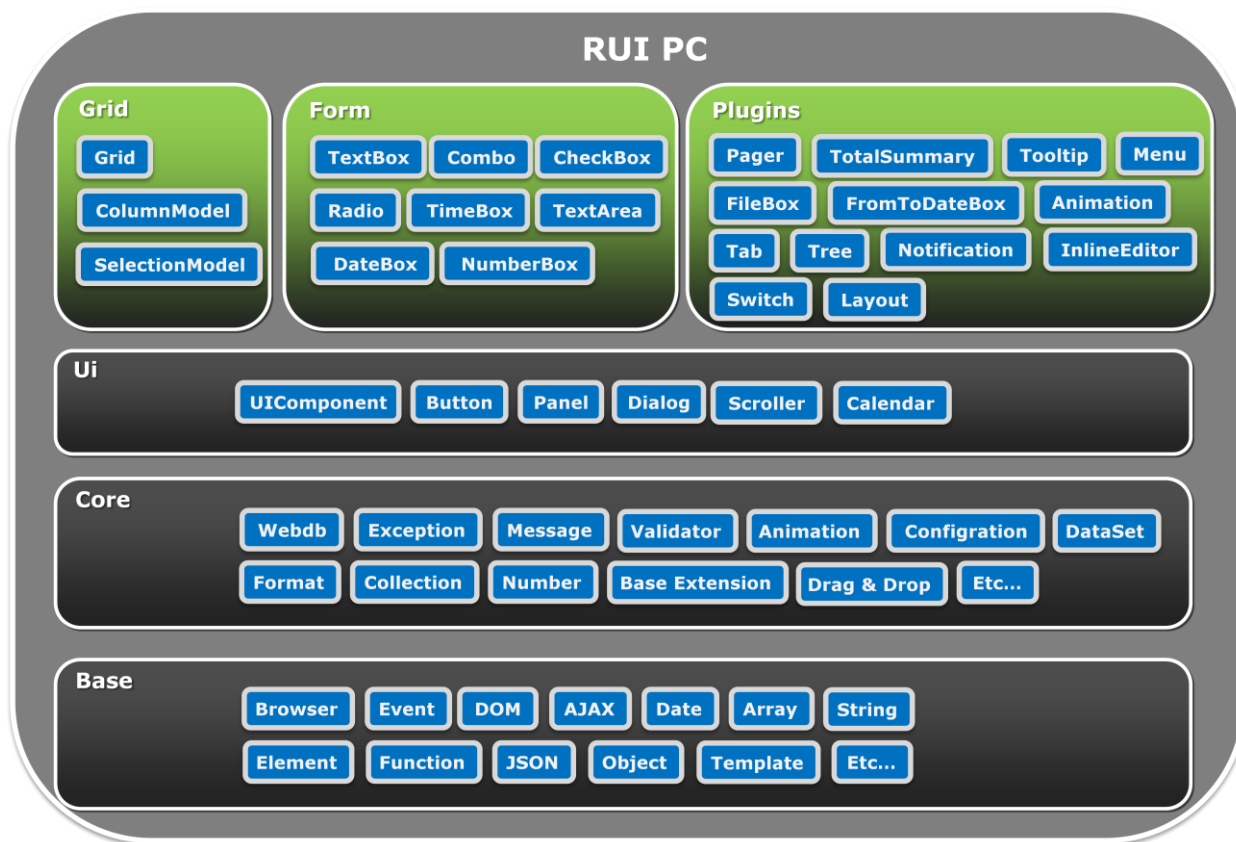 RUI PC
Grid
Grid
ColumnModel
SelectionModel
Form
TextBox Combo CheckBox
Radio TimeBox TextArea
DateBox NumberBox
Plugins
Pager TotalSummary Tooltip Menu
FileBox FromToDateBox Animation
Tab Tree Notification InlineEditor
Switch Layout
Ui
UIComponent Button Panel Dialog Scroller Calendar
Core
Webdb Exception Message Validator Animation Configration DataSet
Format Collection Number Base Extension Drag & Drop Etc...
Base
Browser Event DOM AJAX Date Array String
Element Function JSON Object Template Etc...